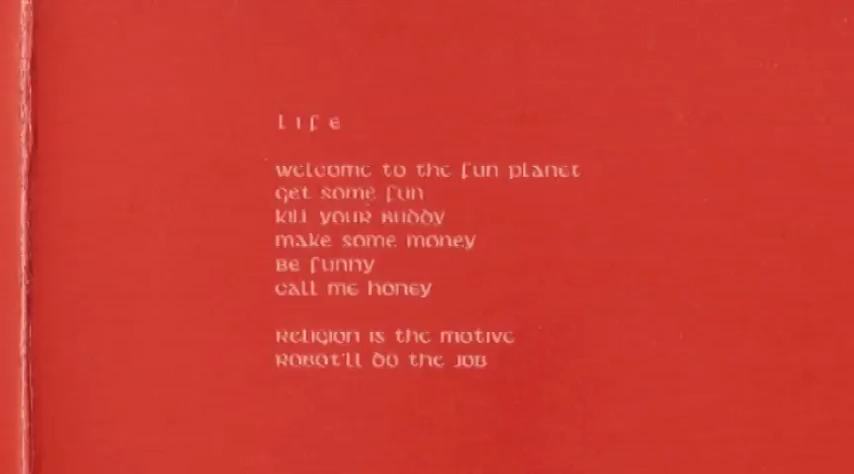 life
welcome to the fun planet
get some fun
kill your buddy
make some money
be funny
call me honey
Religion is the motive
Robot'll do the job